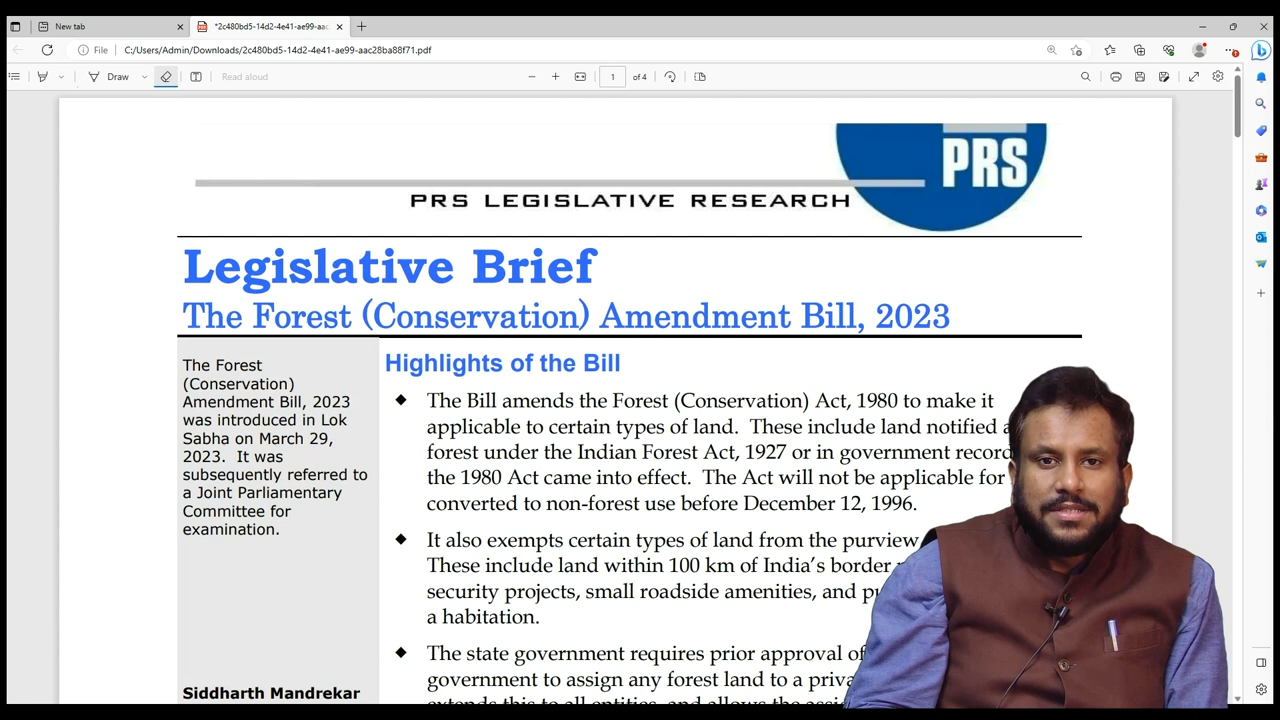 New tab
*2c480bd5-14d2-4e41-ae99-aac
File
C:/Users/Admin/Downloads/2c480bd5-14d2-4e41-ae99-aac28ba88f71.pdf
Draw
Read aloud
1 of 4
PRS
PRS LEGISLATIVE RESEARCH
Legislative Brief
The Forest (Conservation) Amendment Bill, 2023
The Forest
(Conservation)
Amendment Bill, 2023
was introduced in Lok
Sabha on March 29,
2023. It was
subsequently referred to
a Joint Parliamentary
Committee for
examination.
Siddharth Mandrekar
Highlights of the Bill
The Bill amends the Forest (Conservation) Act, 1980 to make it
applicable to certain types of land. These include land notified
forest under the Indian Forest Act, 1927 or in government record
the 1980 Act came into effect. The Act will not be applicable for
converted to non-forest use before December 12, 1996.
It also exempts certain types of land from the purview
These include land within 100 km of India's border
security projects, small roadside amenities, and
a habitation.
The state government requires prior approval of
government to assign any forest land to a
extends this to all entities, and allows the